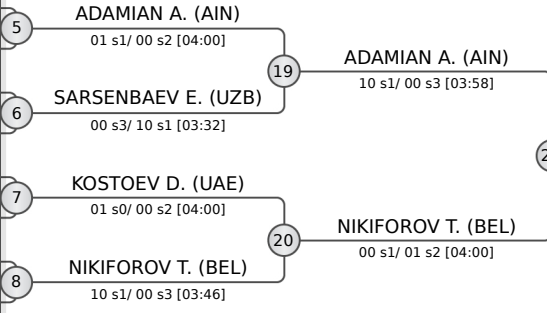 ADAMIAN A. (AIN)
5
01 s1/ 00 s2 [04:00]
19
ADAMIAN A. (AIN)
10 s1/ 00 s3 [03:58]
SARSENBAEV E. (UZB)
6
00 s3/ 10 s1 [03:32]
KOSTOEV D. (UAE)
7
01 s0/ 00 s2 [04:00]
20
NIKIFOROV T. (BEL)
00 s1/ 01 s2 [04:00]
NIKIFOROV T. (BEL)
8
10 s1/ 00 s3 [03:46]